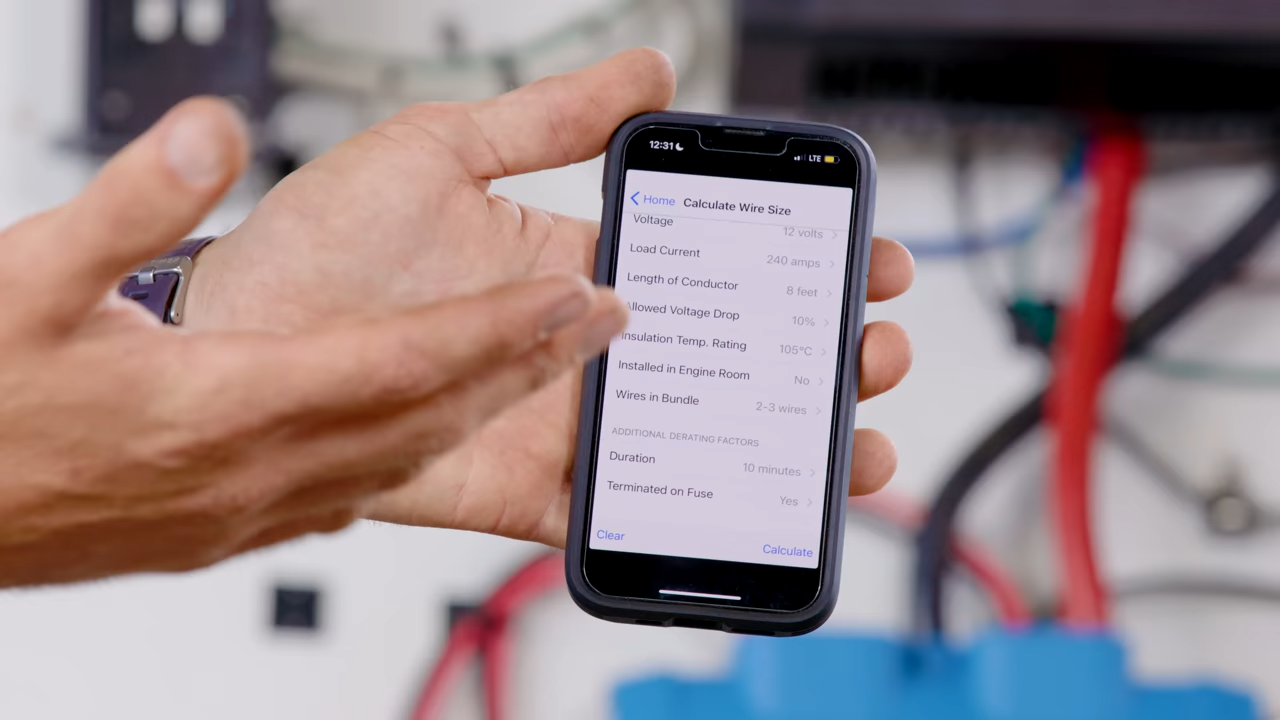 12:31 LTE
Home Calculate Wire Size
Voltage 12 volts
Load Current 240 amps
Length of Conductor 8 feet
llowed Voltage Drop 10%
nsulation Temp. Rating 105°C
Installed in Engine Room No
Wires in Bundle 2-3 wires
ADDITIONAL DERATING FACTORS
Duration 10 minutes
Terminated on Fuse Yes
Clear Calculate